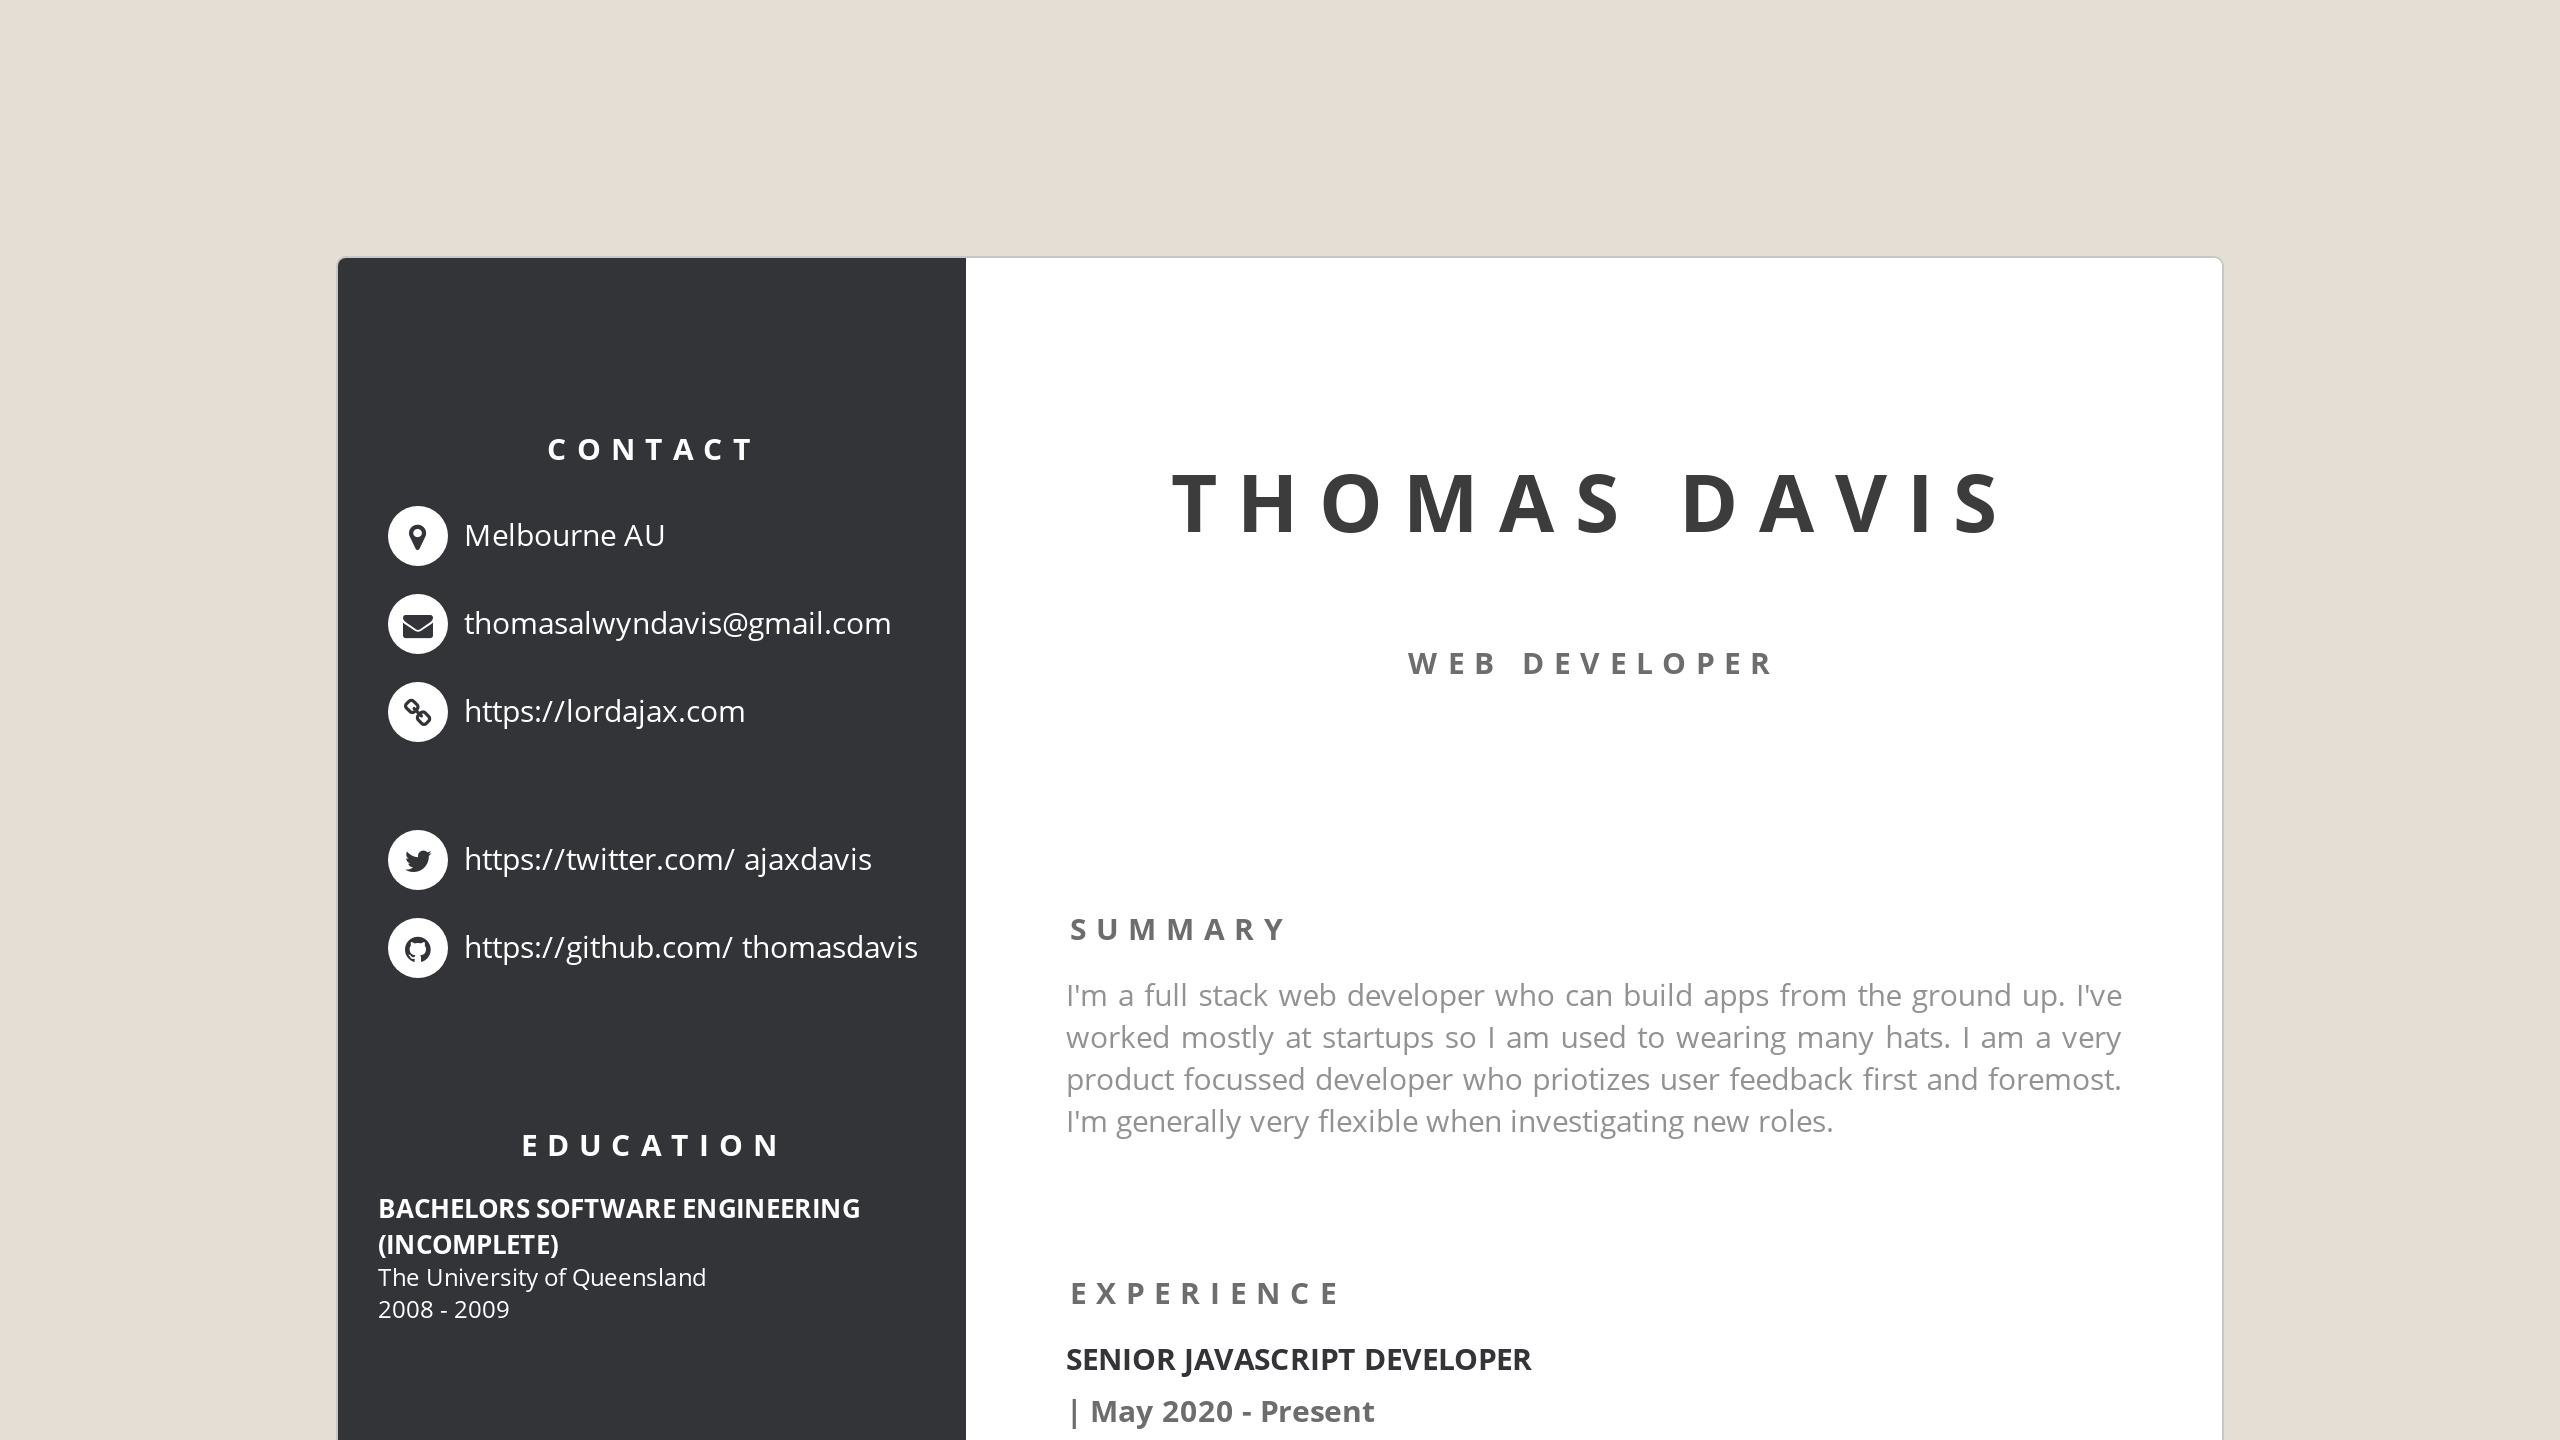 CONTACT
Melbourne AU
thomasalwyndavis@gmail.com
https://lordajax.com
https://twitter.com/ ajaxdavis
https://github.com/ thomasdavis
EDUCATION
BACHELORS SOFTWARE ENGINEERING
(INCOMPLETE)
The University of Queensland
2008 - 2009
THOMAS DAVIS
WEB DEVELOPER
SUMMARY
I'm a full stack web developer who can build apps from the ground up. I've
worked mostly at startups so I am used to wearing many hats. I am a very
product focussed developer who priotizes user feedback first and foremost.
I'm generally very flexible when investigating new roles.
EXPERIENCE
SENIOR JAVASCRIPT DEVELOPER
| May 2020 - Present